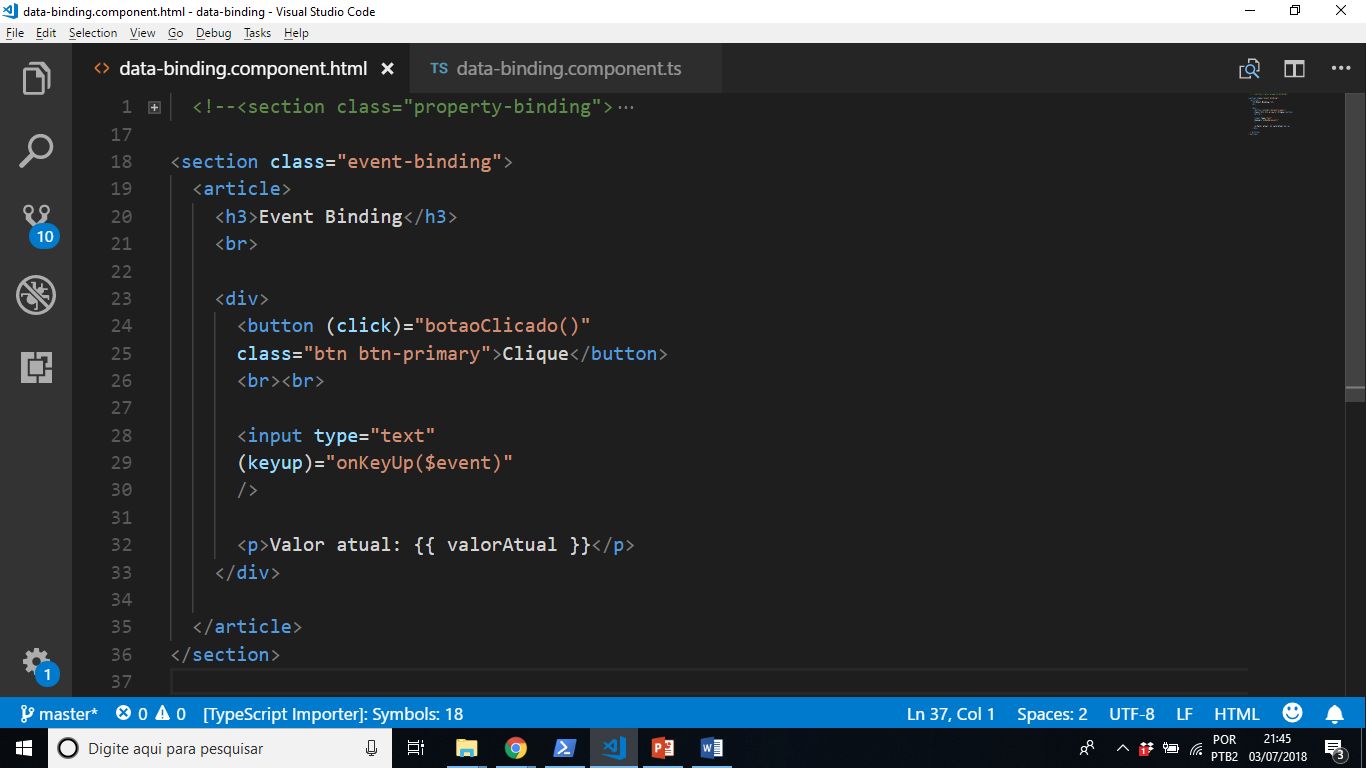 data-binding.component.html - data-binding - Visual Studio Code
File Edit Selection View Go Debug Tasks Help
<> data-binding.component.html × TS data-binding.component.ts
1 <!--<section class="property-binding">···
17
18 <section class="event-binding">
19 <article>
20 <h3>Event Binding</h3>
21 <br>
22
23 <div>
24 <button (click)="botaoClicado()"
25 class="btn btn-primary">Clique</button>
26 <br><br>
27
28 <input type="text"
29 (keyup)="onKeyUp($event)"
30 />
31
32 <p>Valor atual: {{ valorAtual }}</p>
33 </div>
34
35 </article>
36 </section>
37
10
1
master* 0 0 [TypeScript Importer]: Symbols: 18 Ln 37, Col 1 Spaces: 2 UTF-8 LF HTML
Digite aqui para pesquisar
POR
PTB2
21:45
03/07/2018
3